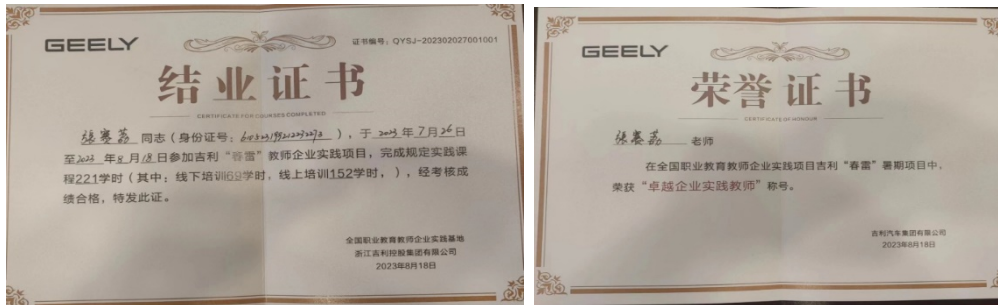 GEELY
证书编号：QYSJ-202302027001001
结业证书
CERTIFICATE FOR COURSES COMPLETED
张赛荔 同志（身份证号： ），于2023年7月26日
至2023年8月18日参加吉利“春雷”教师企业实践项目，完成规定实践课
程221学时（其中：线下培训69学时，线上培训152学时，），经考核成
绩合格，特发此证。
全国职业教育教师企业实践基地
浙江吉利控股集团有限公司
2023年8月18日
GEELY
荣誉证书
CERTIFICATE OF HONOUR
张赛荔 老师
在全国职业教育教师企业实践项目吉利“春雷”暑期项目中，
荣获“卓越企业实践教师”称号。
吉利汽车集团有限公司
2023年8月18日